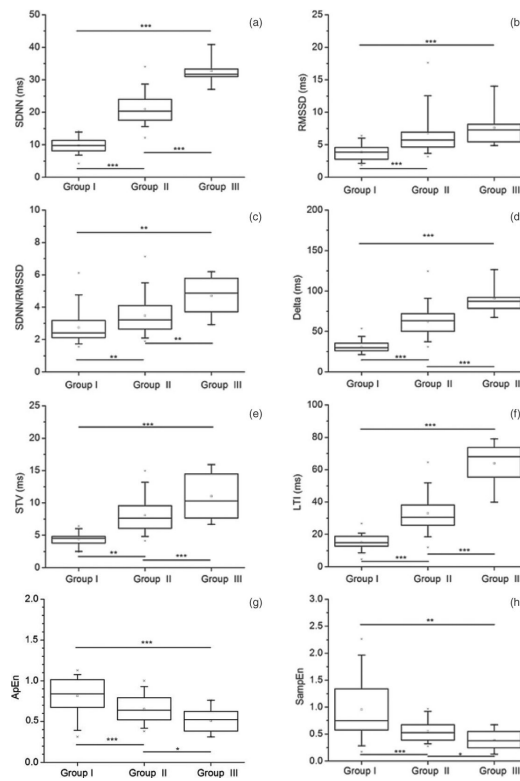 (a)
SDNN (ms)
50
40
30
20
10
0
***
***
***
Group I Group II Group III
(b)
RMSSD (ms)
25
20
15
10
5
0
***
***
Group I Group II Group III
(c)
SDNN/RMSSD
10
8
6
4
2
0
**
**
**
Group I Group II Group III
(d)
Delta (ms)
200
150
100
50
0
***
***
***
Group I Group II Group III
(e)
STV (ms)
25
20
15
10
5
0
***
**
***
Group I Group II Group III
(f)
LTI (ms)
100
80
60
40
20
0
***
***
***
Group I Group II Group III
(g)
ApEn
2.0
1.5
1.0
0.5
0.0
***
***
*
Group I Group II Group III
(h)
SampEn
3.0
2.5
2.0
1.5
1.0
0.5
0.0
**
***
*
Group I Group II Group III